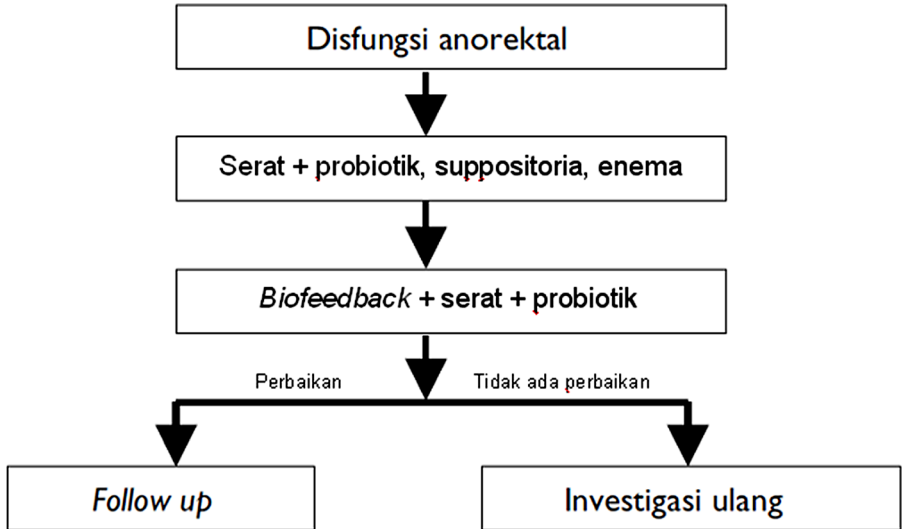 Disfungsi anorektal
Serat + probiotik, suppositoria, enema
Biofeedback + serat + probiotik
Perbaikan
Tidak ada perbaikan
Follow up
Investigasi ulang